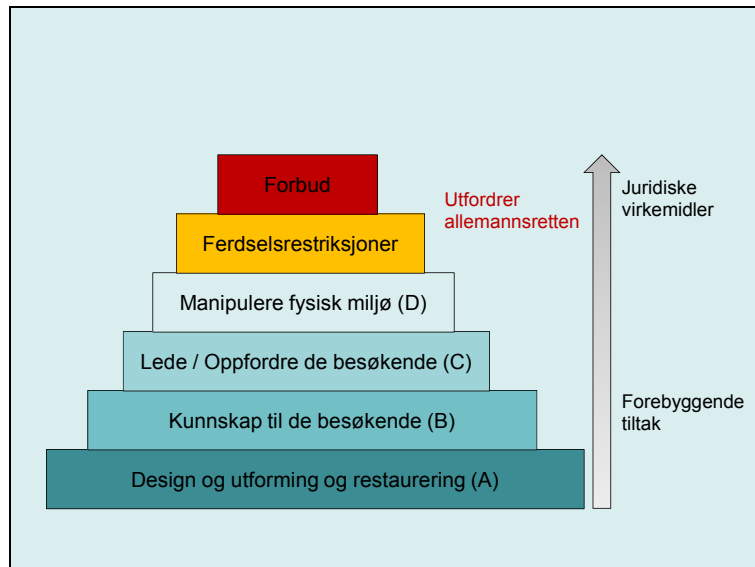 Forbud
Utfordrer
allemannsretten
Juridiske
virkemidler
Ferdselsrestriksjoner
Manipulere fysisk miljø (D)
Lede / Oppfordre de besøkende (C)
Kunnskap til de besøkende (B)
Forebyggende
tiltak
Design og utforming og restaurering (A)